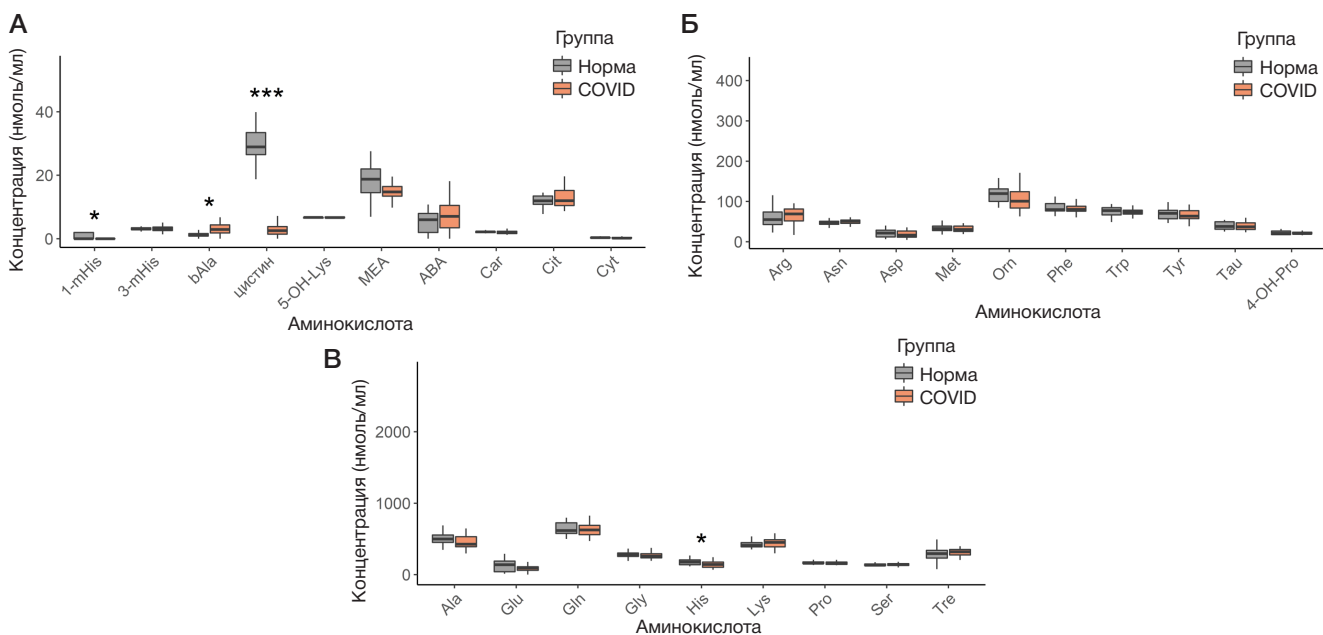 А
Группа
Норма
COVID
Концентрация (нмоль/мл)
40
20
0
*
*
***
1-mHis
3-mHis
bAla
цистин
5-OH-Lys
MEA
ABA
Car
Cit
Cyt
Аминокислота
Б
Группа
Норма
COVID
Концентрация (нмоль/мл)
400
300
200
100
0
Arg
Asn
Asp
Met
Orn
Phe
Trp
Tyr
Tau
4-OH-Pro
Аминокислота
В
Группа
Норма
COVID
Концентрация (нмоль/мл)
2000
1000
0
*
Ala
Glu
Gln
Gly
His
Lys
Pro
Ser
Tre
Аминокислота